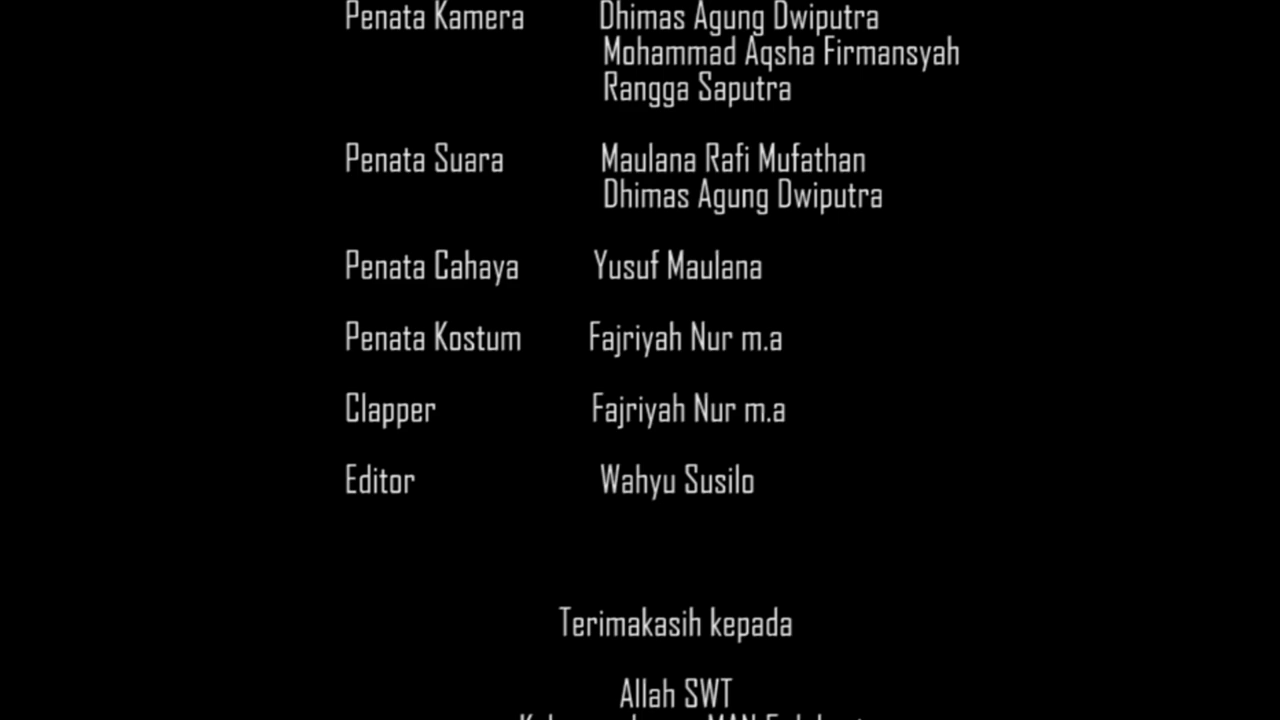 Penata Kamera Dhimas Agung Dwiputra
Mohammad Aqsha Firmansyah
Rangga Saputra
Penata Suara Maulana Rafi Mufathan
Dhimas Agung Dwiputra
Penata Cahaya Yusuf Maulana
Penata Kostum Fajriyah Nur m.a
Clapper Fajriyah Nur m.a
Editor Wahyu Susilo
Terimakasih kepada
Allah SWT